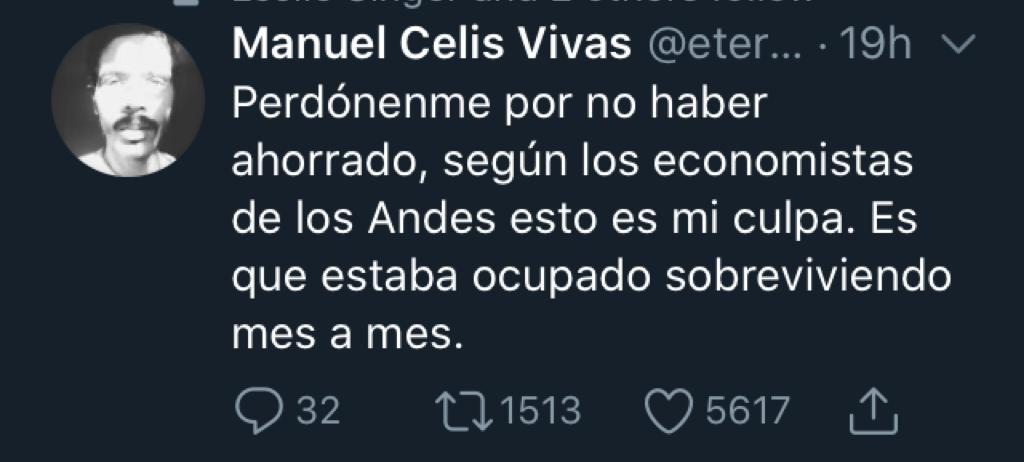 Manuel Celis Vivas @eter... · 19h
Perdónenme por no haber
ahorrado, según los economistas
de los Andes esto es mi culpa. Es
que estaba ocupado sobreviviendo
mes a mes.
32 1513 5617